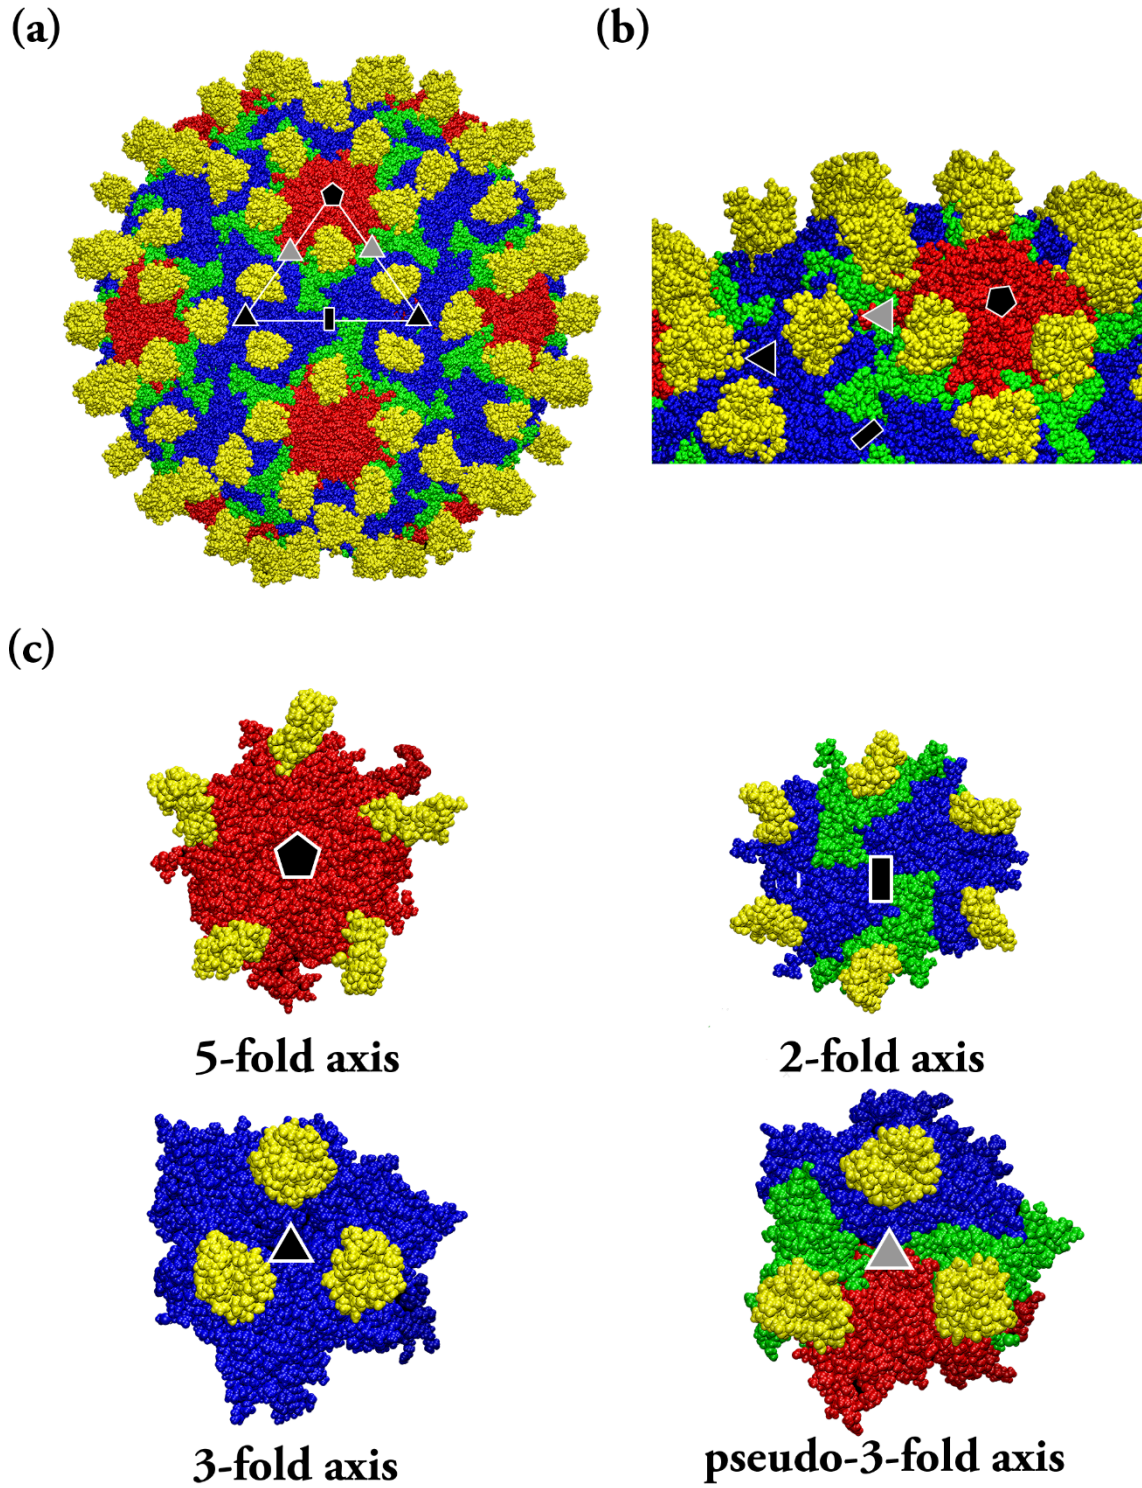 (a)
(b)
(c)
5-fold axis
2-fold axis
3-fold axis
pseudo-3-fold axis